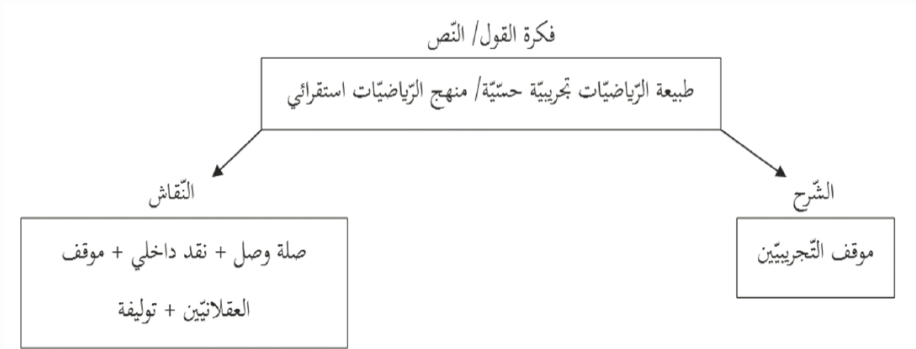 فكرة القول/ النّص
طبيعة الرّياضيّات تجريبيّة حسّيّة/ منهج الرّياضيّات استقرائي
الشّرح
النّقاش
موقف التّجريبيّين
صلة وصل + نقد داخلي + موقف
العقلانيّين + توليفة